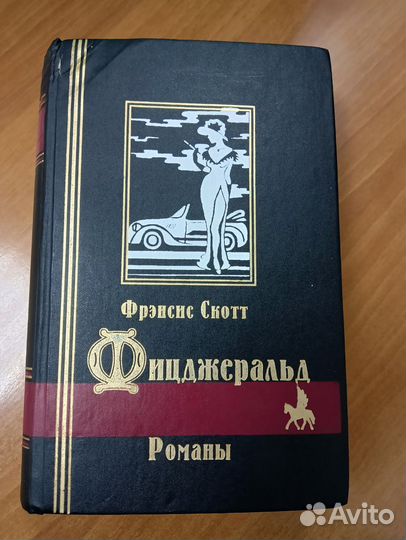 Фрэнсис Скотт
Фицджеральд
Романы
Avito